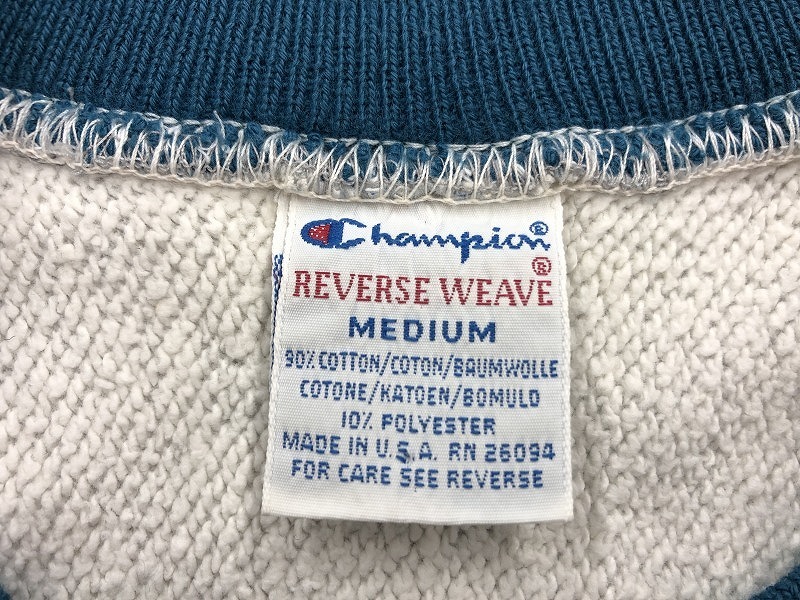 Champion®
REVERSE WEAVE®
MEDIUM
90% COTTON/COTON/BAUMWOLLE
COTONE/KATOEN/BOMULD
10% POLYESTER
MADE IN U.S.A. RN 26094
FOR CARE SEE REVERSE